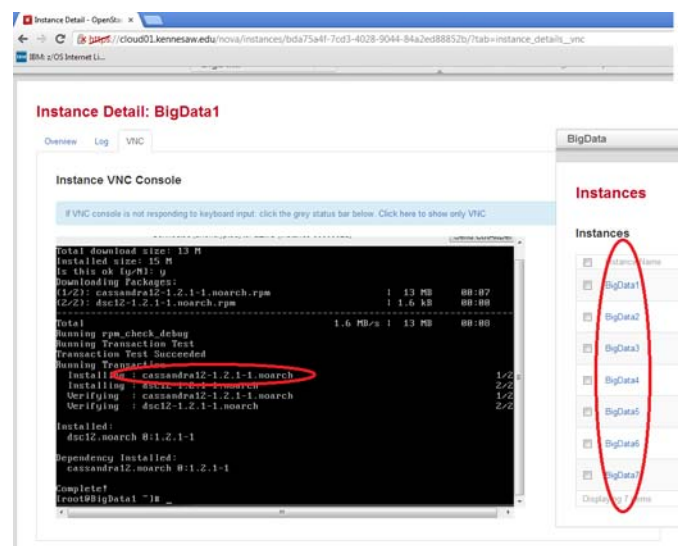 Instance Detail - OpenSta
https://cloud01.kennesaw.edu/nova/instances/bda75a4f-7cd3-4028-9044-84a2ed88852b/?tab=instance_details__vnc
IBM: z/OS Internet Li...
Instance Detail: BigData1
Overview Log VNC
Instance VNC Console
If VNC console is not responding to keyboard input: click the grey status bar below. Click here to show only VNC
Total download size: 13 M
Installed size: 15 M
Is this ok [y/N]: y
Downloading Packages:
(1/2): cassandra12-1.2.1-1.noarch.rpm | 13 MB 00:07
(2/2): dsc12-1.2.1-1.noarch.rpm | 1.6 kB 00:00
Total 1.6 MB/s | 13 MB 00:08
Running rpm_check_debug
Running Transaction Test
Transaction Test Succeeded
Running Transaction
Installing : cassandra12-1.2.1-1.noarch 1/2
Installing : dsc12-1.2.1-1.noarch 2/2
Verifying : cassandra12-1.2.1-1.noarch 1/2
Verifying : dsc12-1.2.1-1.noarch 2/2
Installed:
dsc12.noarch 0:1.2.1-1
Dependency Installed:
cassandra12.noarch 0:1.2.1-1
Complete!
[root@BigData1 ~]# _
BigData
Instances
Instances
Instance Name
BigData1
BigData2
BigData3
BigData4
BigData5
BigData6
BigData7
Displaying 7 items